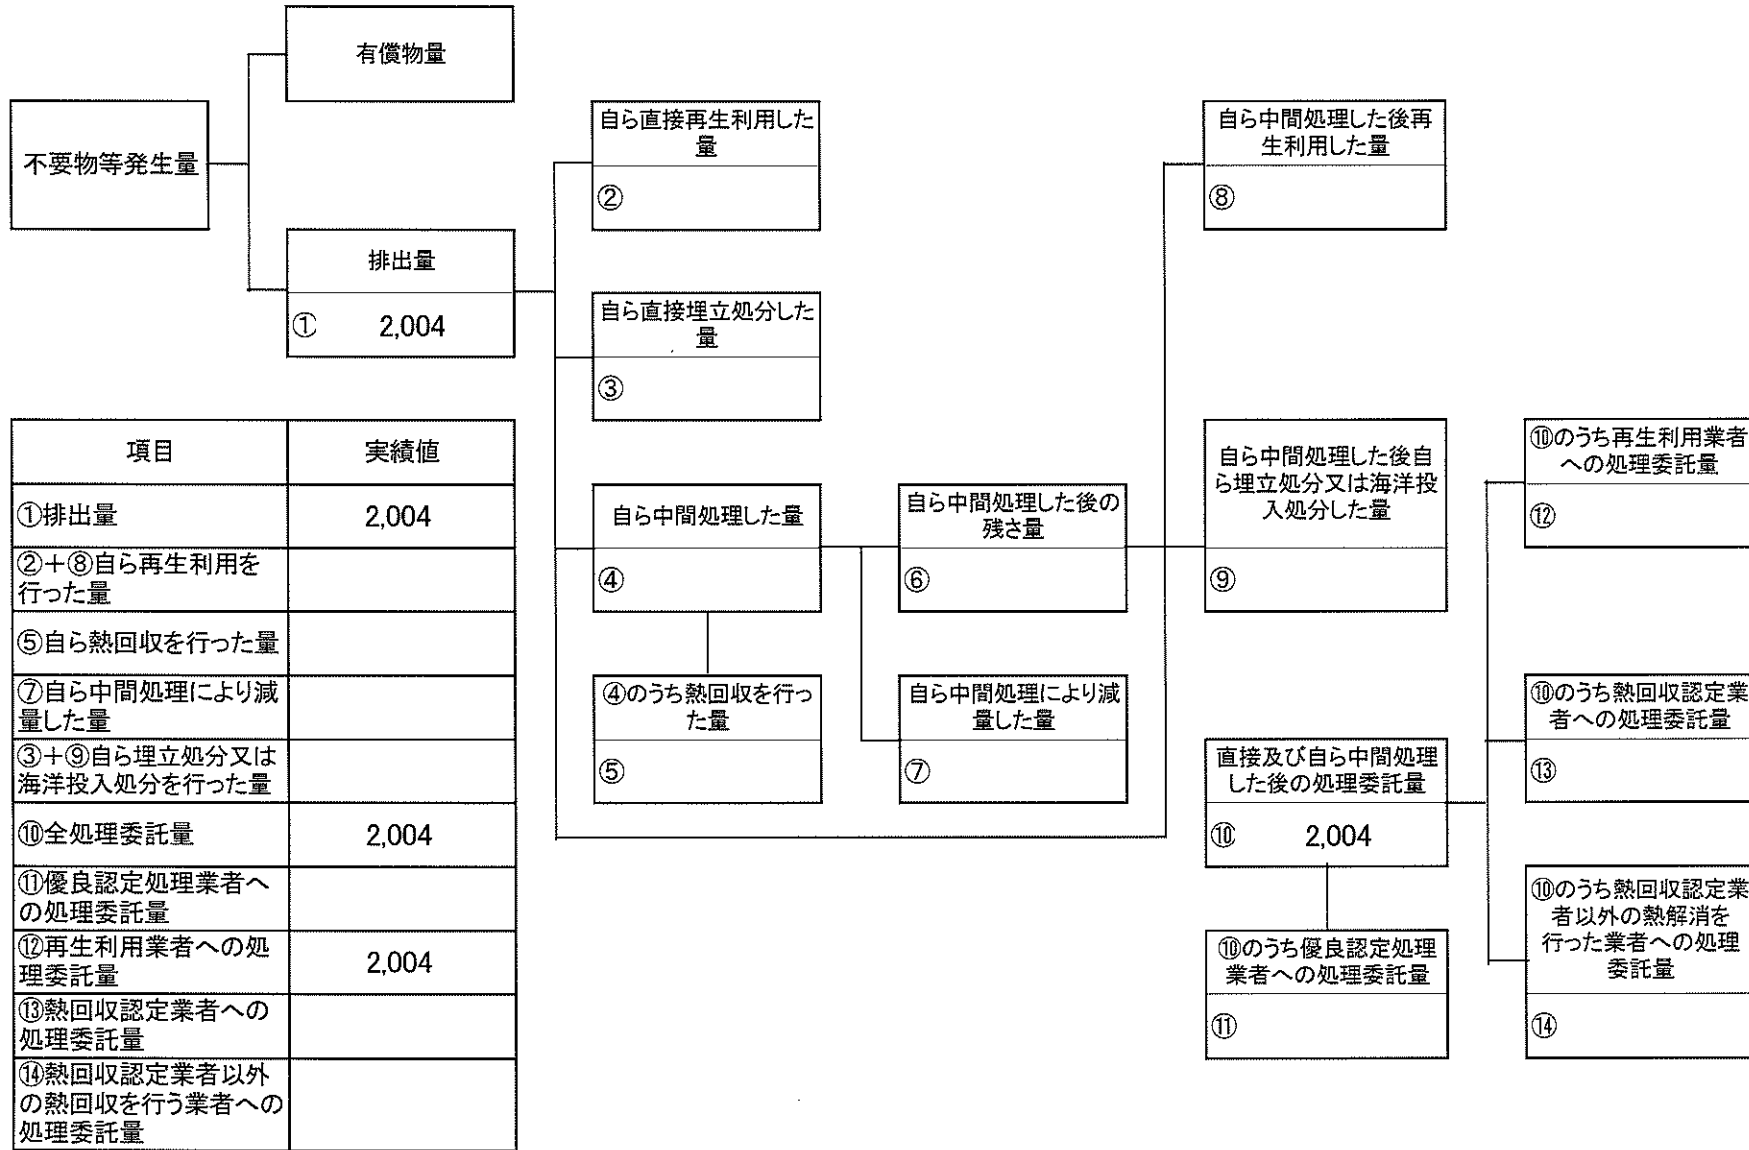 有償物量
不要物等発生量
排出量
① 2,004
自ら直接再生利用した
量
②
自ら直接埋立処分した
量
③
自ら中間処理した量
④
④のうち熱回収を行っ
た量
⑤
自ら中間処理した後の
残さ量
⑥
自ら中間処理により減
量した量
⑦
自ら中間処理した後再
生利用した量
⑧
自ら中間処理した後自
ら埋立処分又は海洋投
入処分した量
⑨
直接及び自ら中間処理
した後の処理委託量
⑩ 2,004
⑩のうち優良認定処理
業者への処理委託量
⑪
⑩のうち再生利用業者
への処理委託量
⑫
⑩のうち熱回収認定業
者への処理委託量
⑬
⑩のうち熱回収認定業
者以外の熱解消を
行った業者への処理
委託量
⑭
項目 実績値
①排出量 2,004
②＋⑧自ら再生利用を
行った量
⑤自ら熱回収を行った量
⑦自ら中間処理により減
量した量
③＋⑨自ら埋立処分又は
海洋投入処分を行った量
⑩全処理委託量 2,004
⑪優良認定処理業者へ
の処理委託量
⑫再生利用業者への処
理委託量 2,004
⑬熱回収認定業者への
処理委託量
⑭熱回収認定業者以外
の熱回収を行う業者への
処理委託量